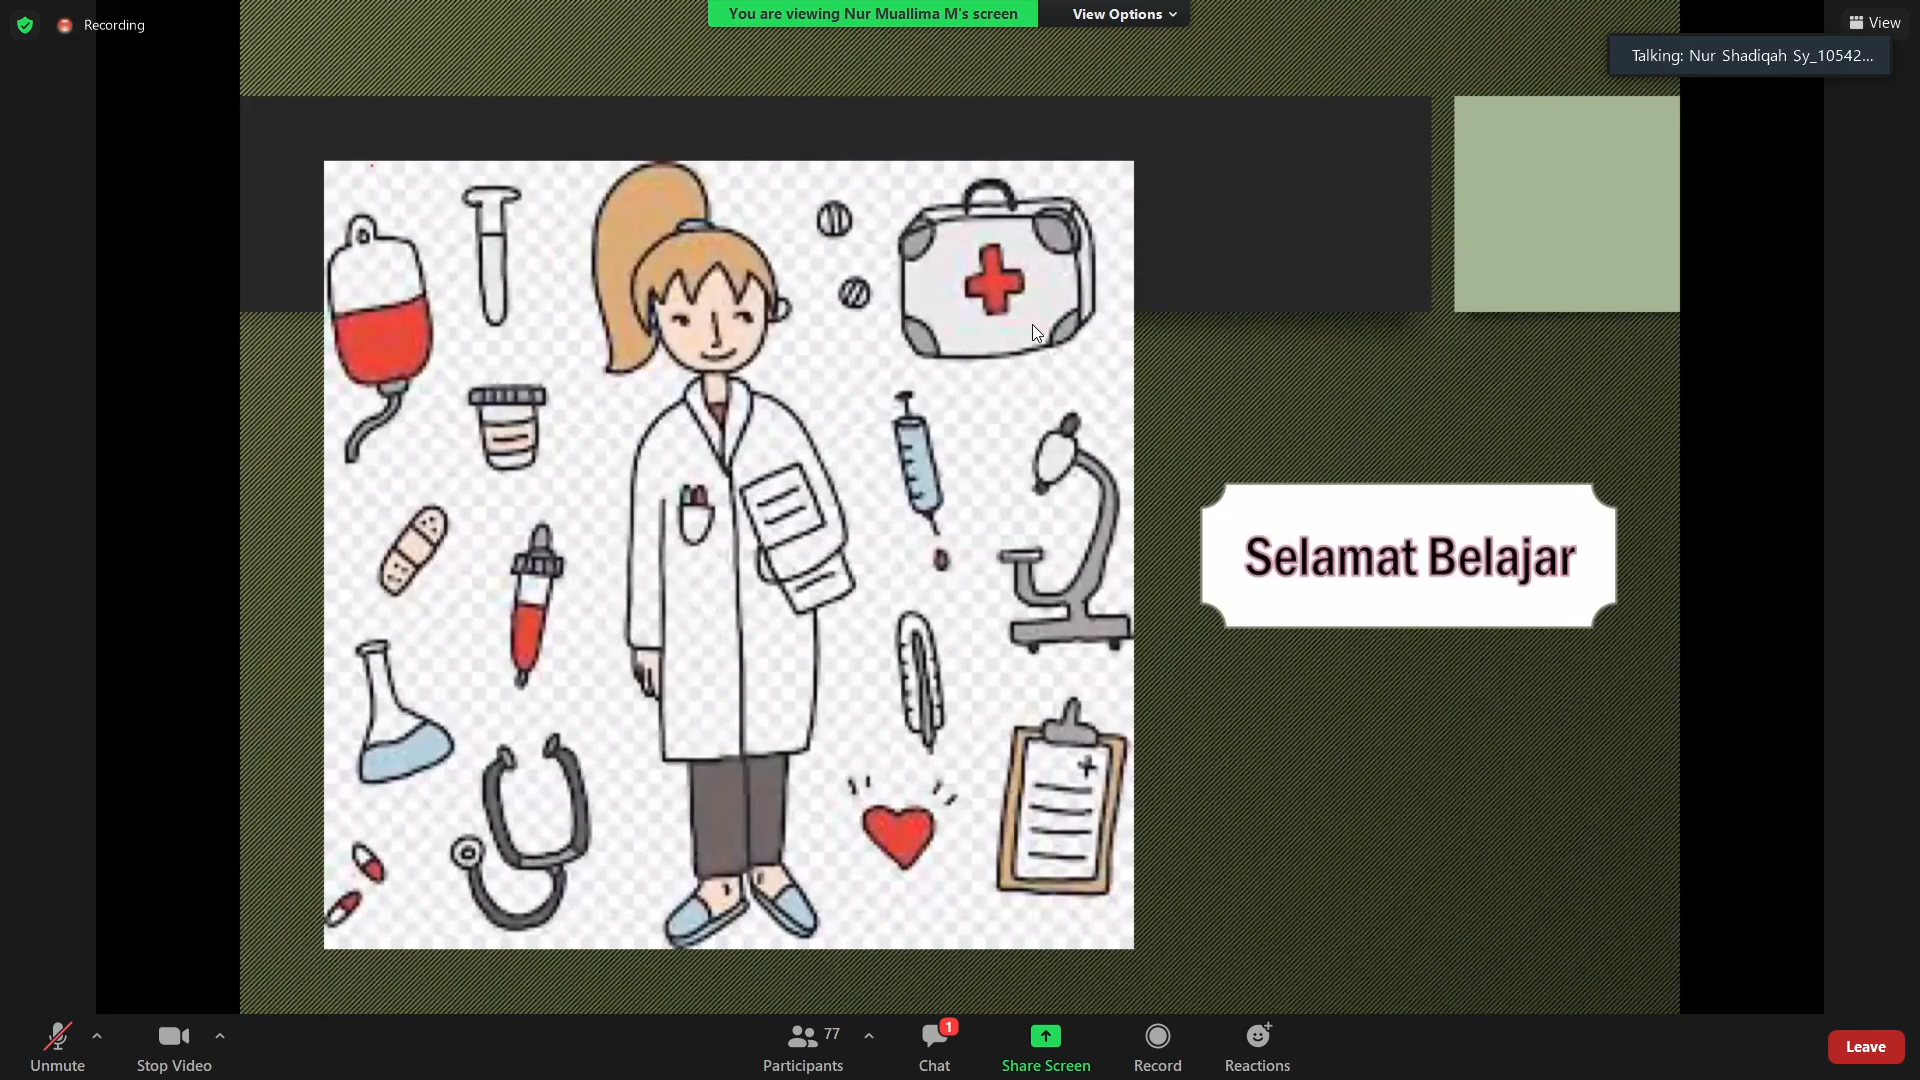 Recording
You are viewing Nur Muallima M's screen
View Options
View
Talking: Nur Shadiqah Sy_10542...
Selamat Belajar
Unmute
Stop Video
77
Participants
1
Chat
Share Screen
Record
Reactions
Leave